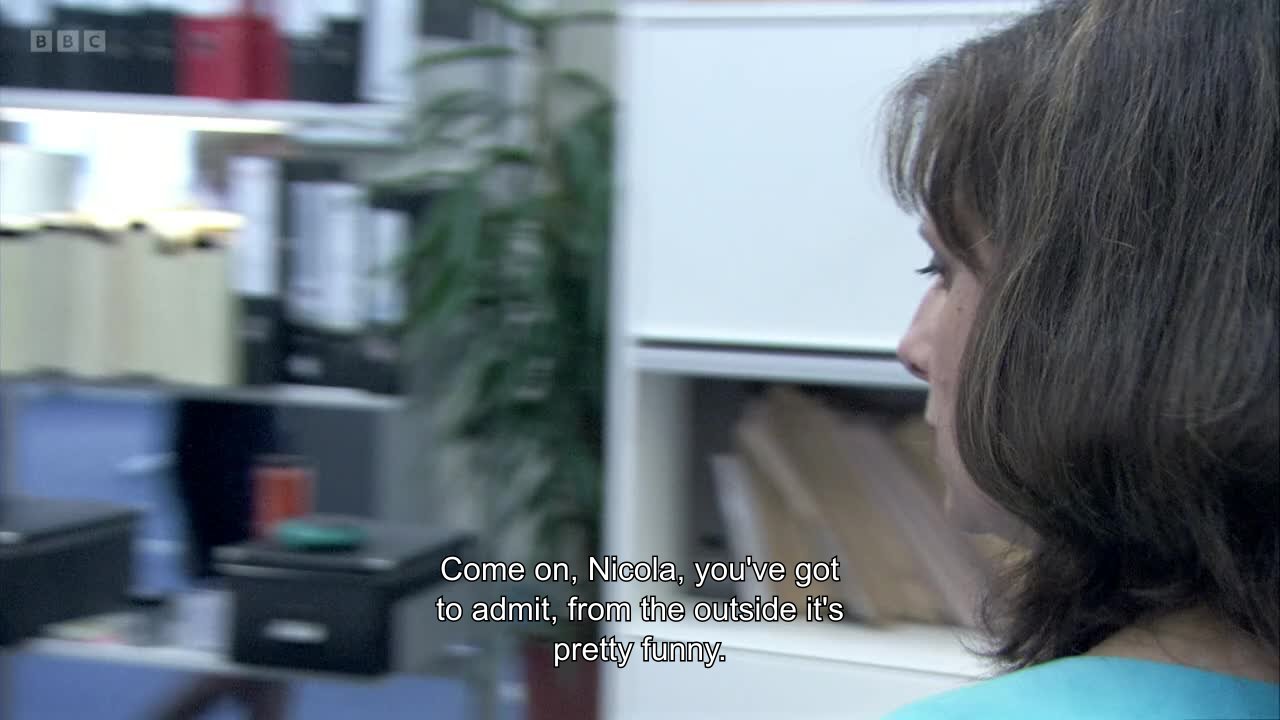 BBC
Come on, Nicola, you've got
to admit, from the outside it's
pretty funny.